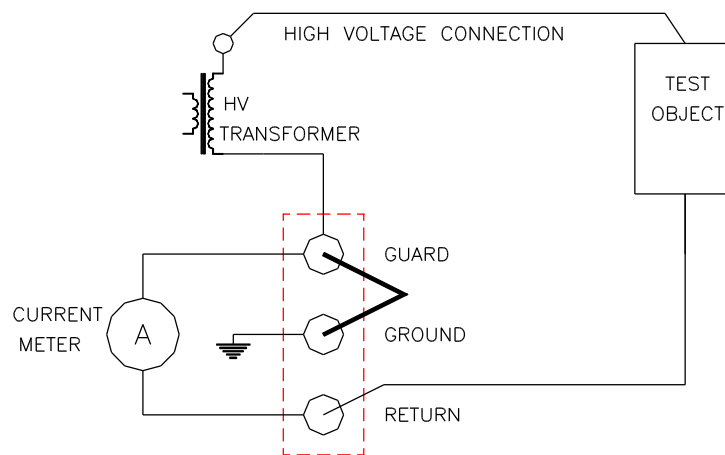 HIGH VOLTAGE CONNECTION
TEST
OBJECT
HV
TRANSFORMER
GUARD
CURRENT
METER
A
GROUND
RETURN